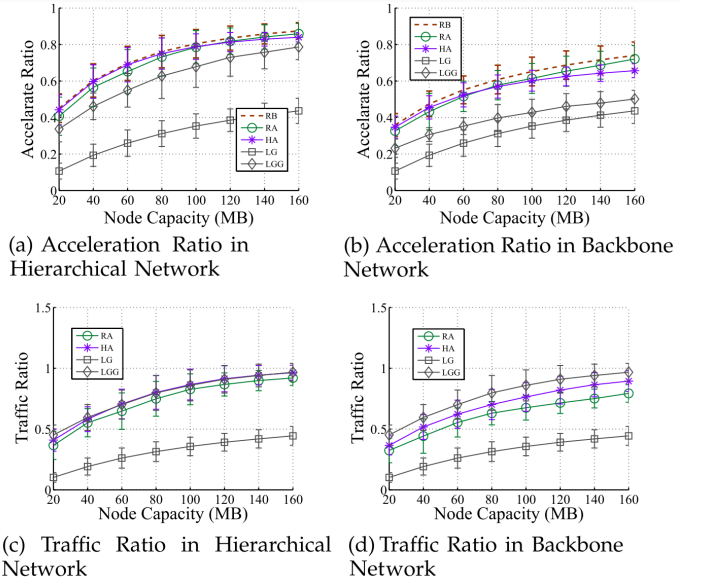 1
0.8
0.6
0.4
0.2
0
Accelarate Ratio
20 40 60 80 100 120 140 160
Node Capacity (MB)
RB
RA
HA
LG
LGG
(a) Acceleration Ratio in
Hierarchical Network
1
0.8
0.6
0.4
0.2
0
Accelarate Ratio
20 40 60 80 100 120 140 160
Node Capacity (MB)
RB
RA
HA
LG
LGG
(b) Acceleration Ratio in Backbone
Network
1.5
1
0.5
0
Traffic Ratio
20 40 60 80 100 120 140 160
Node Capacity (MB)
RA
HA
LG
LGG
(c) Traffic Ratio in Hierarchical
Network
1.5
1
0.5
0
Traffic Ratio
20 40 60 80 100 120 140 160
Node Capacity (MB)
RA
HA
LG
LGG
(d) Traffic Ratio in Backbone
Network